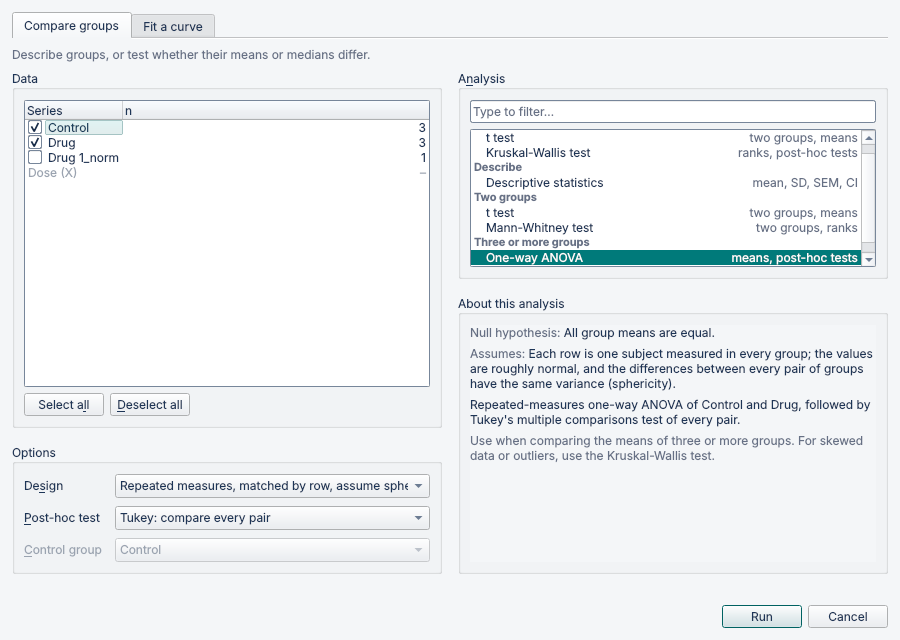 Compare groups
Fit a curve
Describe groups, or test whether their means or medians differ.
Data
Series n
Control 3
Drug 3
Drug 1_norm 1
Dose (X) –
Select all
Deselect all
Options
Design Repeated measures, matched by row, assume sphe
Post-hoc test Tukey: compare every pair
Control group Control
Analysis
Type to filter...
t test two groups, means
Kruskal-Wallis test ranks, post-hoc tests
Describe
Descriptive statistics mean, SD, SEM, CI
Two groups
t test two groups, means
Mann-Whitney test two groups, ranks
Three or more groups
One-way ANOVA means, post-hoc tests
About this analysis
Null hypothesis: All group means are equal.
Assumes: Each row is one subject measured in every group; the values
are roughly normal, and the differences between every pair of groups
have the same variance (sphericity).
Repeated-measures one-way ANOVA of Control and Drug, followed by
Tukey's multiple comparisons test of every pair.
Use when comparing the means of three or more groups. For skewed
data or outliers, use the Kruskal-Wallis test.
Run
Cancel